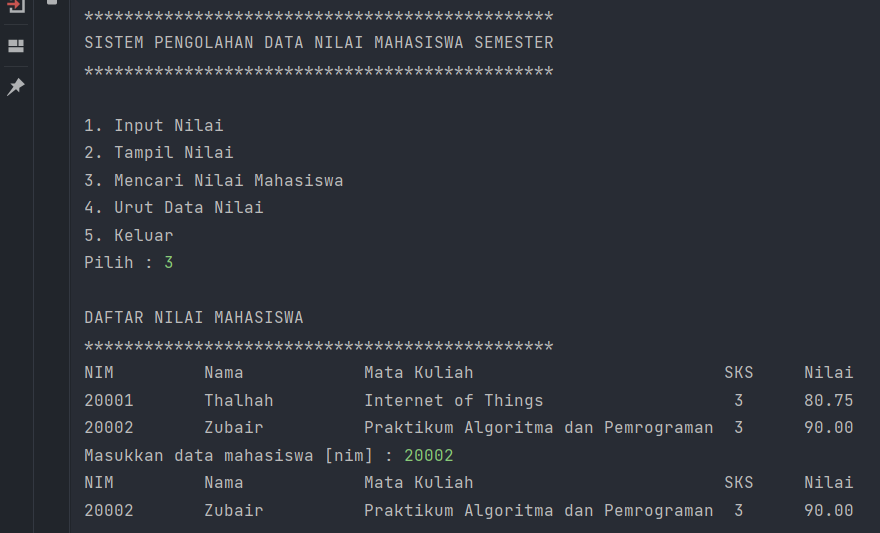 ***********************************************
SISTEM PENGOLAHAN DATA NILAI MAHASISWA SEMESTER
***********************************************
1. Input Nilai
2. Tampil Nilai
3. Mencari Nilai Mahasiswa
4. Urut Data Nilai
5. Keluar
Pilih : 3
DAFTAR NILAI MAHASISWA
***********************************************
NIM         Nama            Mata Kuliah                         SKS     Nilai
20001       Thalhah         Internet of Things                   3      80.75
20002       Zubair          Praktikum Algoritma dan Pemrograman  3      90.00
Masukkan data mahasiswa [nim] : 20002
NIM         Nama            Mata Kuliah                         SKS     Nilai
20002       Zubair          Praktikum Algoritma dan Pemrograman  3      90.00